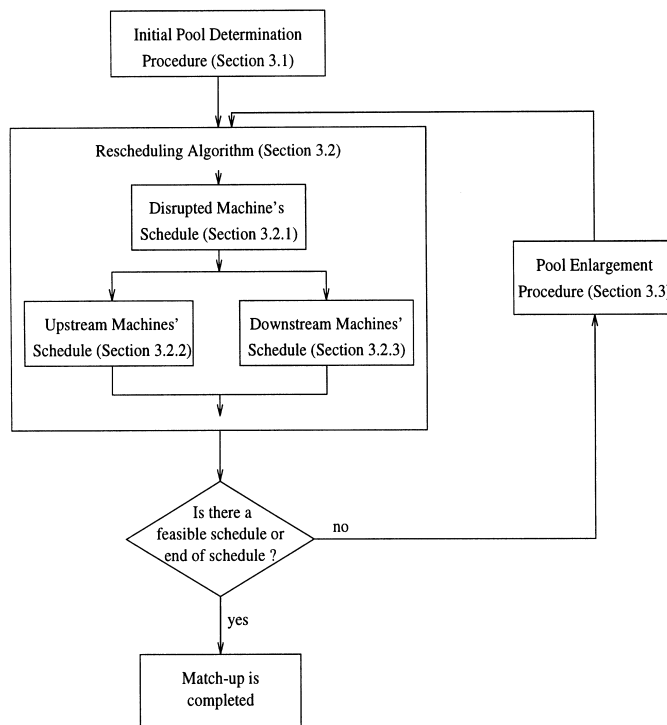 Initial Pool Determination
Procedure (Section 3.1)
Rescheduling Algorithm (Section 3.2)
Disrupted Machine's
Schedule (Section 3.2.1)
Upstream Machines'
Schedule (Section 3.2.2)
Downstream Machines'
Schedule (Section 3.2.3)
Pool Enlargement
Procedure (Section 3.3)
Is there a
feasible schedule or
end of schedule ?
no
yes
Match-up is
completed